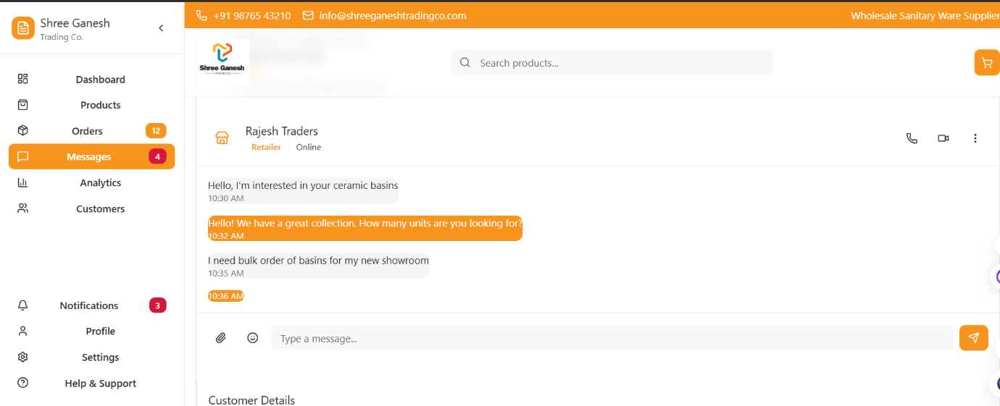 Shree Ganesh
Trading Co.
Dashboard
Products
Orders 12
Messages 4
Analytics
Customers
Notifications 3
Profile
Settings
Help & Support
+91 98765 43210 info@shreeganeshtradingco.com Wholesale Sanitary Ware Supplier
Shree Ganesh
TRADING CO.
Search products...
Rajesh Traders
Retailer Online
Hello, I'm interested in your ceramic basins
10:30 AM
Hello! We have a great collection. How many units are you looking for?
10:32 AM
I need bulk order of basins for my new showroom
10:35 AM
10:36 AM
Type a message...
Customer Details